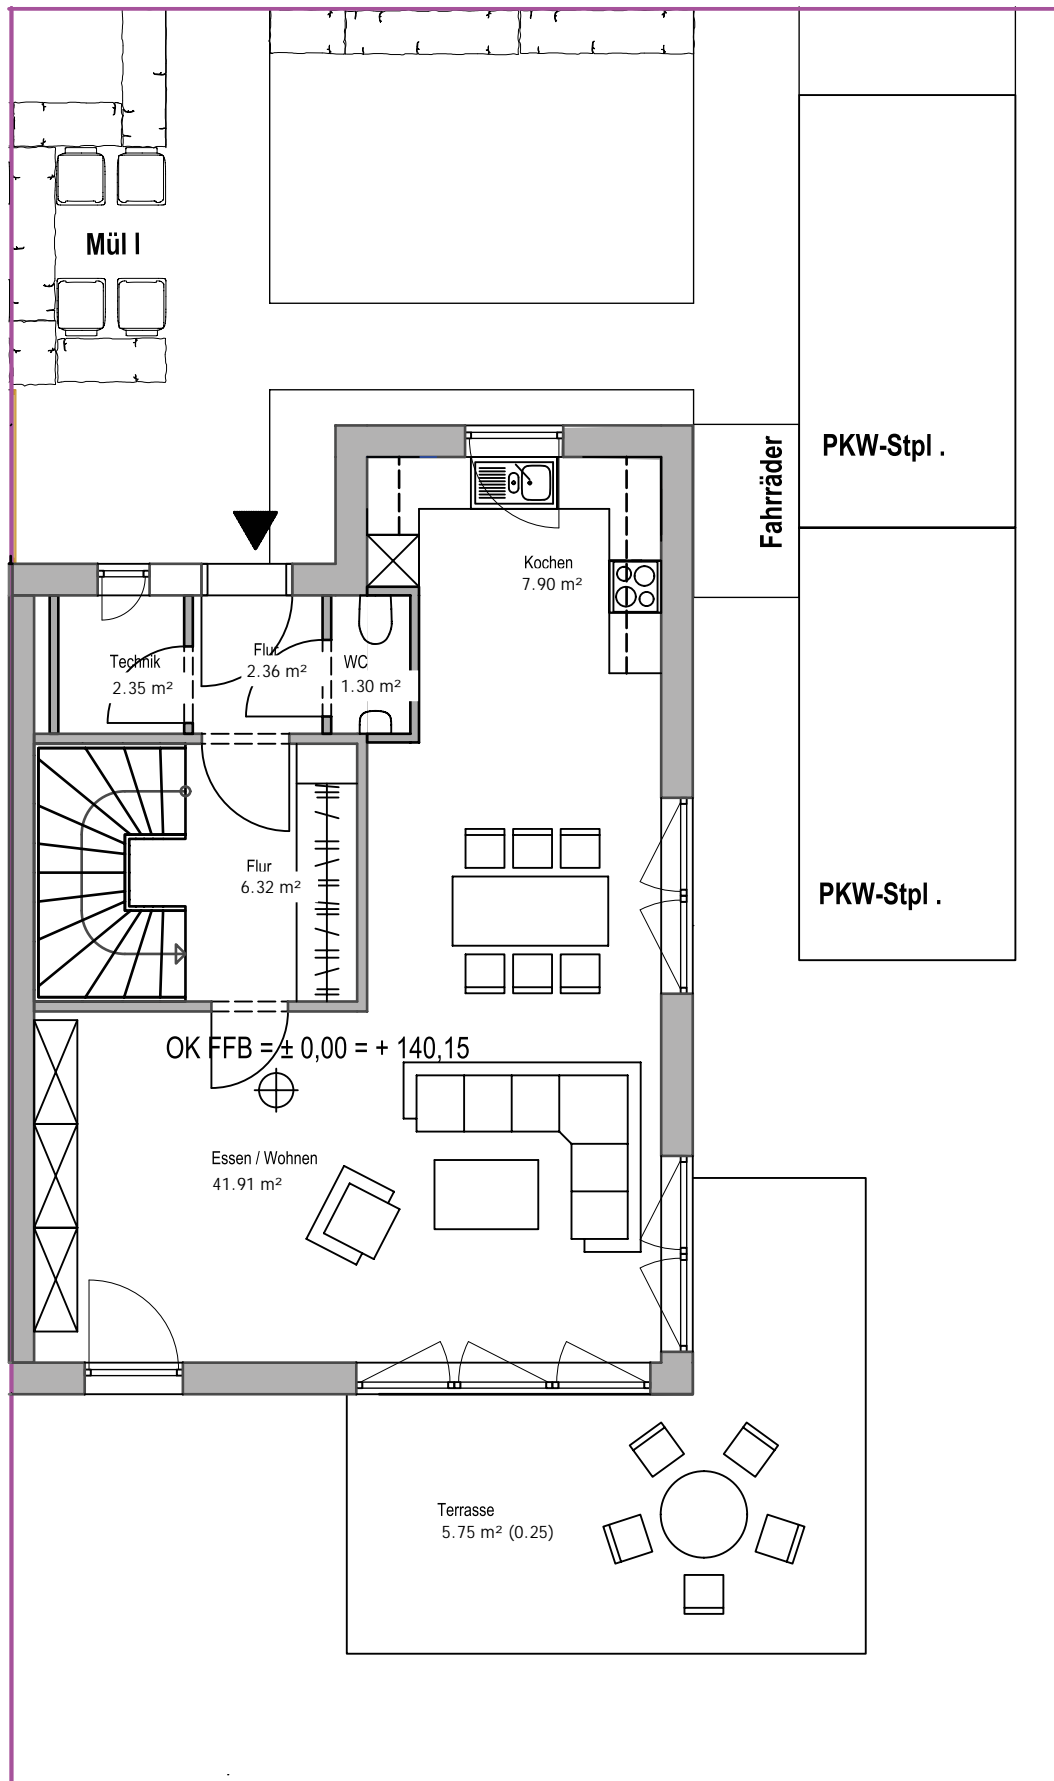 Mül l
PKW-Stpl .
Fahrräder
Kochen
7.90 m²
Flur
2.36 m²
Technik
2.35 m²
WC
1.30 m²
Flur
6.32 m²
PKW-Stpl .
OK FFB = ± 0,00 = + 140,15
Essen / Wohnen
41.91 m²
Terrasse
5.75 m² (0.25)